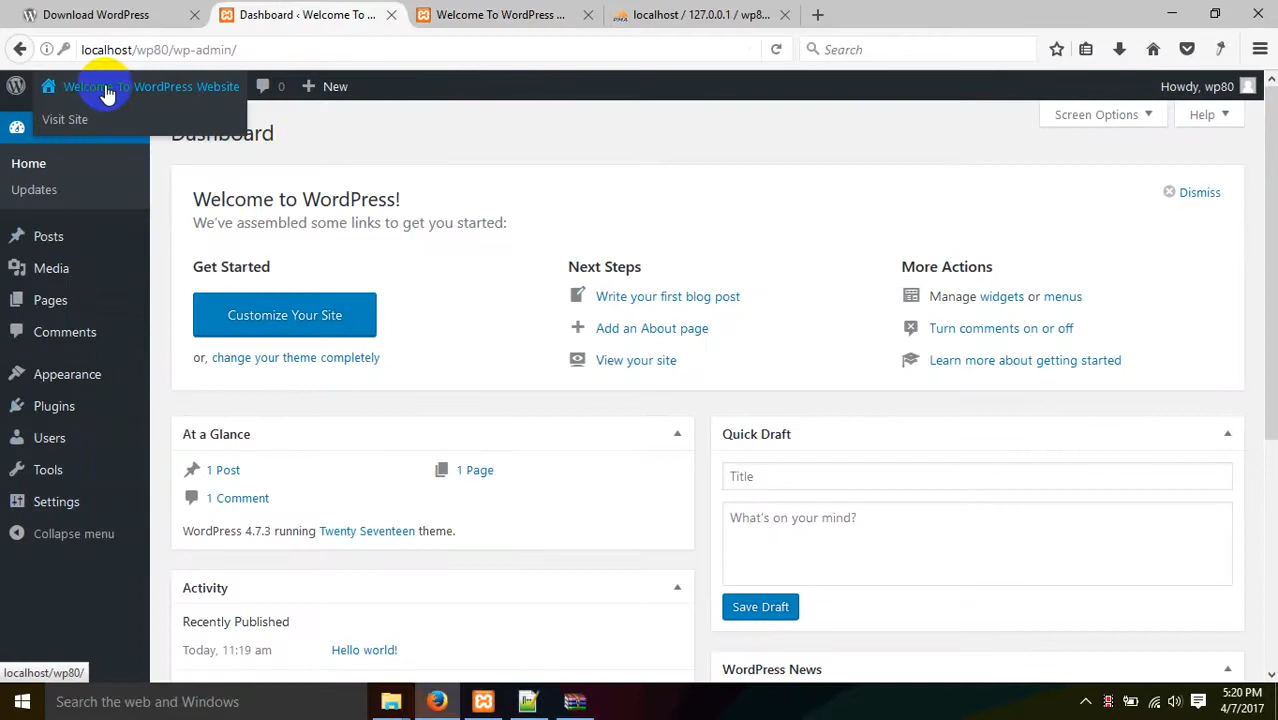 Download WordPress
Dashboard ‹ Welcome To ...
Welcome To WordPress ...
localhost / 127.0.0.1 / wp8...
localhost/wp80/wp-admin/
Search
Welcome To WordPress Website
0
New
Howdy, wp80
Visit Site
Screen Options
Help
Dashboard
Home
Updates
Posts
Media
Pages
Comments
Appearance
Plugins
Users
Tools
Settings
Collapse menu
Welcome to WordPress!
We've assembled some links to get you started:
Dismiss
Get Started
Customize Your Site
or, change your theme completely
Next Steps
Write your first blog post
Add an About page
View your site
More Actions
Manage widgets or menus
Turn comments on or off
Learn more about getting started
At a Glance
1 Post
1 Page
1 Comment
WordPress 4.7.3 running Twenty Seventeen theme.
Activity
Recently Published
Today, 11:19 am
Hello world!
Quick Draft
Title
What's on your mind?
Save Draft
WordPress News
localhost/wp80/
Search the web and Windows
5:20 PM
4/7/2017